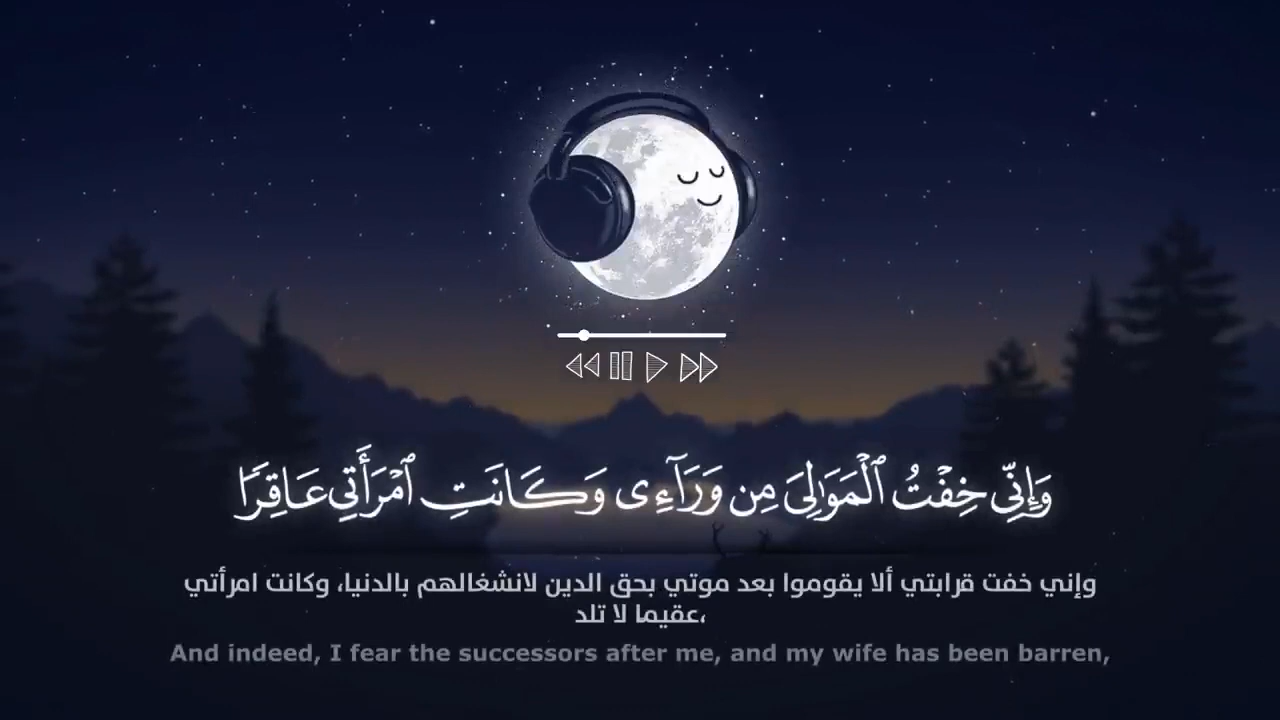 وَإِنِّي خِفْتُ ٱلْمَوَٰلِيَ مِن وَرَآءِى وَكَانَتِ ٱمْرَأَتِي عَاقِرًا
وإني خفت قرابتي ألا يقوموا بعد موتي بحق الدين لانشغالهم بالدنيا، وكانت امرأتي
عقيما لا تلد،
And indeed, I fear the successors after me, and my wife has been barren,